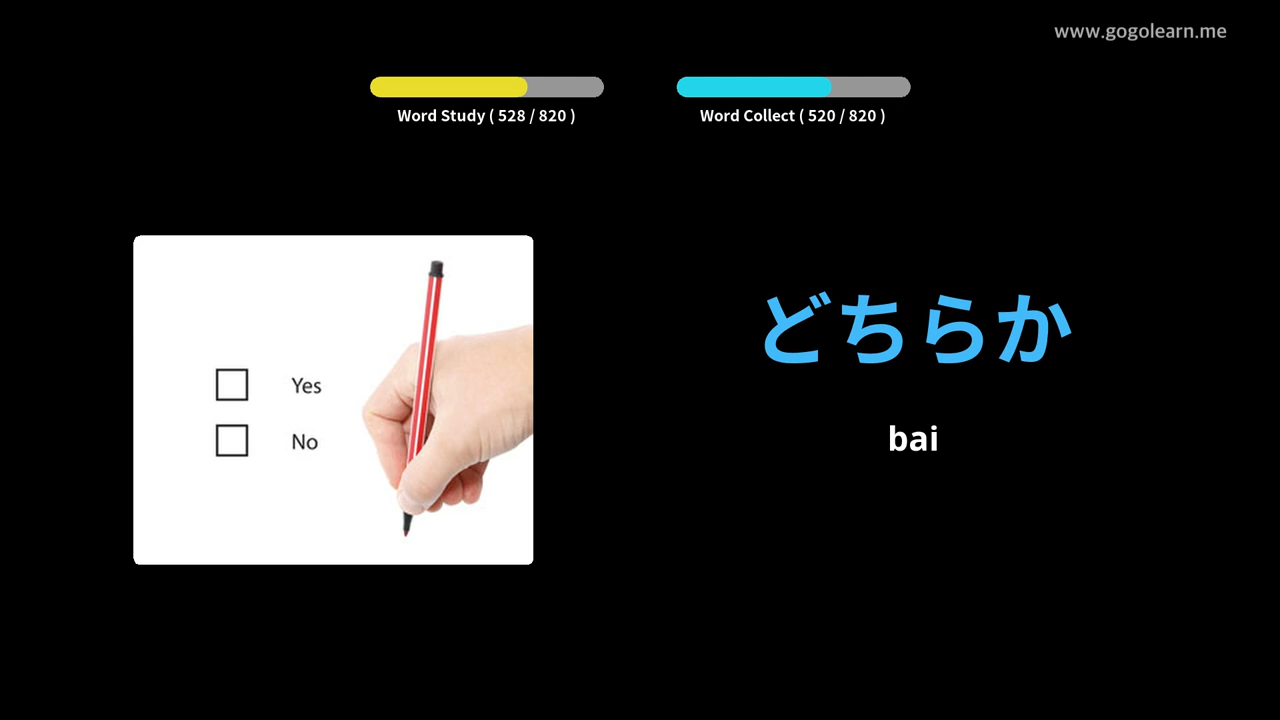 www.gogolearn.me
Word Study ( 528 / 820 )
Word Collect ( 520 / 820 )
Yes
No
どちらか
bai